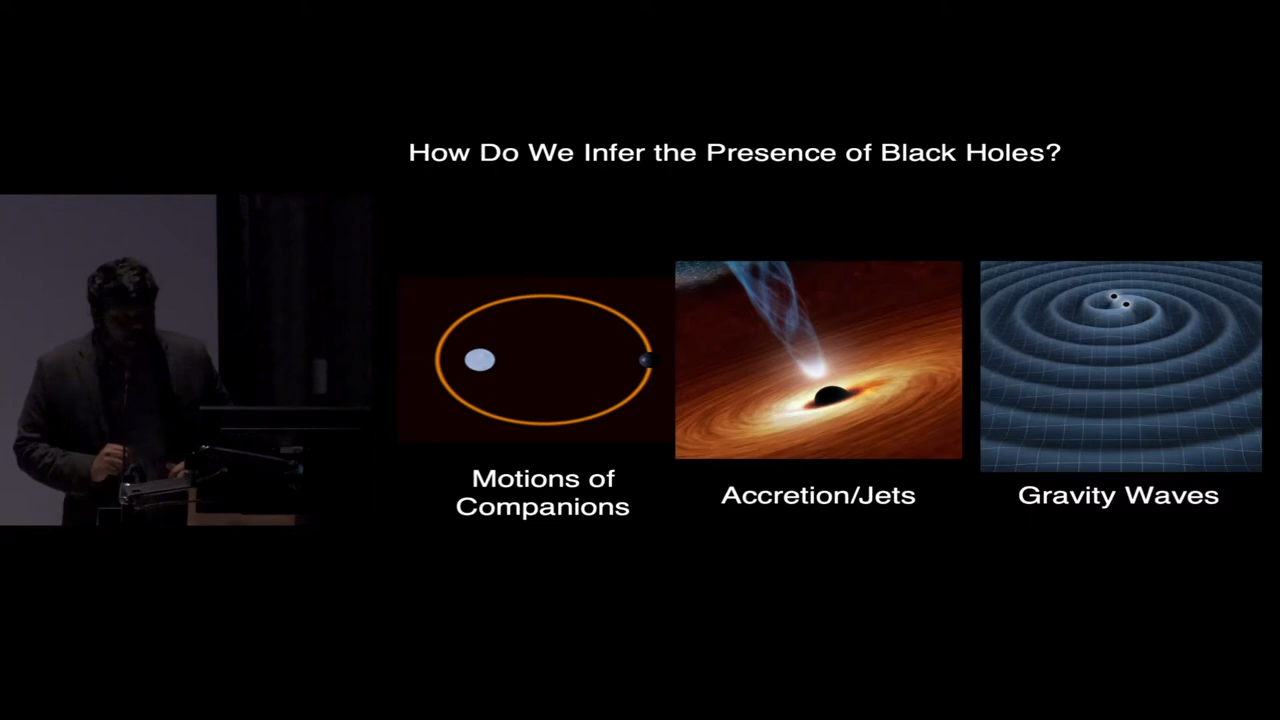 How Do We Infer the Presence of Black Holes?
Motions of
Companions
Accretion/Jets
Gravity Waves